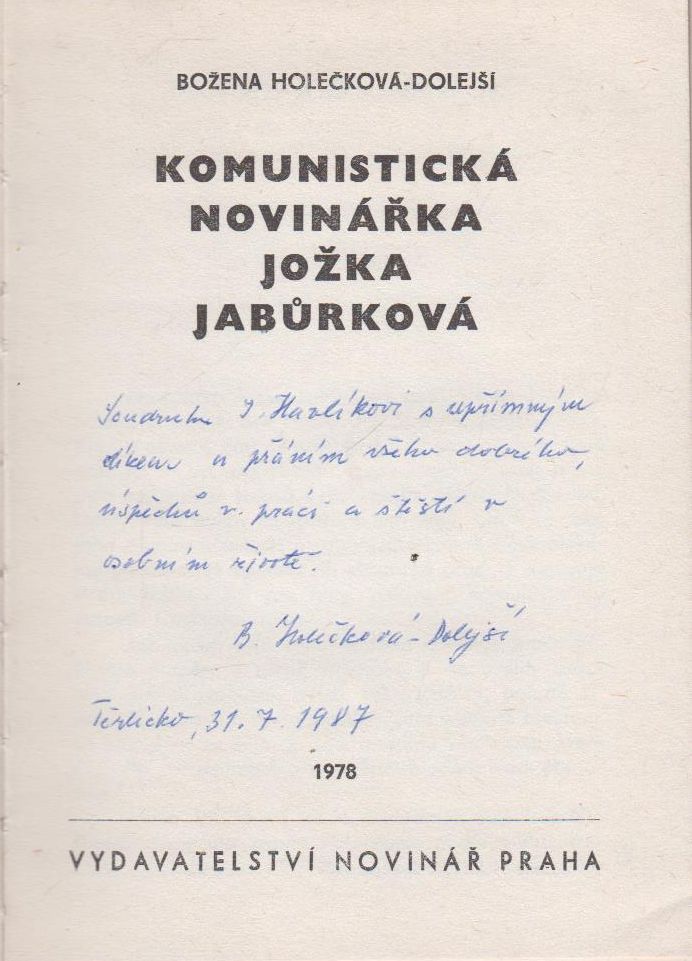 BOŽENA HOLEČKOVÁ-DOLEJŠÍ
KOMUNISTICKÁ
NOVINÁŘKA
JOŽKA
JABŮRKOVÁ
Soudruhu J. Havlíkovi s upřímným
díkem a přáním všeho dobrého,
úspěchů v práci a štěstí v
osobním životě.
B. Holečková-Dolejší
Těrlicko, 31. 7. 1987
1978
VYDAVATELSTVÍ NOVINÁŘ PRAHA